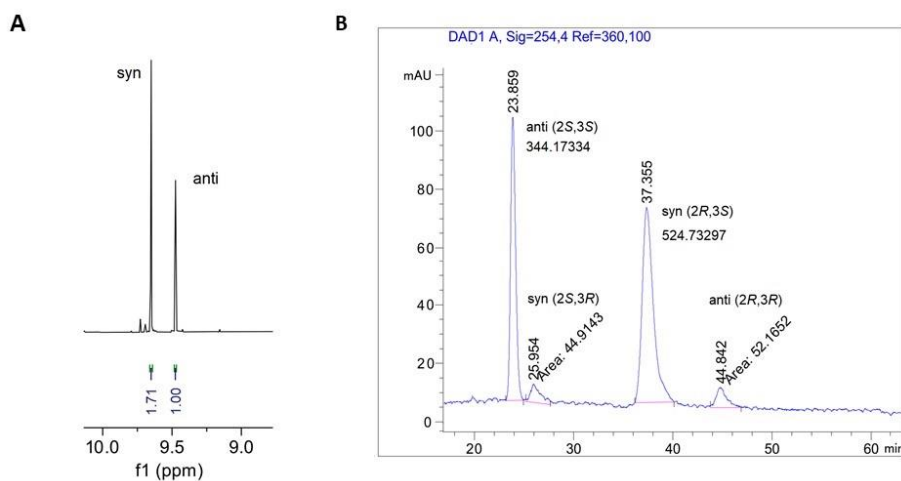 A
syn
anti
1.71
1.00
10.0
9.5
9.0
f1 (ppm)
B
DAD1 A, Sig=254,4 Ref=360,100
mAU
100
80
60
40
20
0
23.859
anti (2S,3S)
344.17334
25.954
syn (2S,3R)
Area: 44.9143
37.355
syn (2R,3S)
524.73297
44.842
anti (2R,3R)
Area: 52.1652
20
30
40
50
60
min